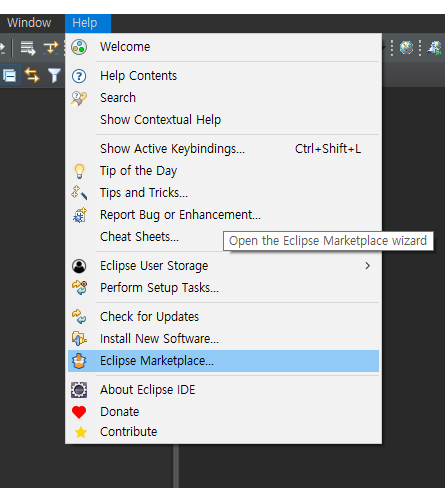 Window Help
Welcome
Help Contents
Search
Show Contextual Help
Show Active Keybindings... Ctrl+Shift+L
Tip of the Day
Tips and Tricks...
Report Bug or Enhancement...
Cheat Sheets...
Open the Eclipse Marketplace wizard
Eclipse User Storage
Perform Setup Tasks...
Check for Updates
Install New Software...
Eclipse Marketplace...
About Eclipse IDE
Donate
Contribute